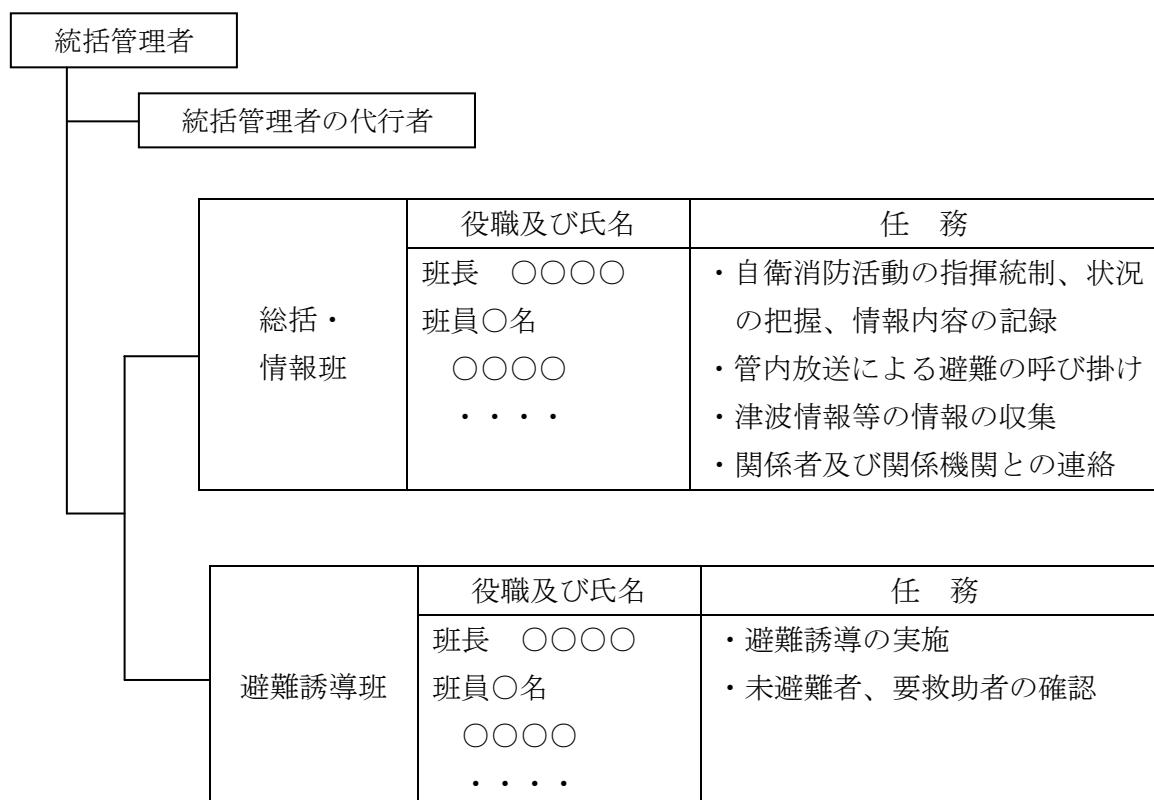 統括管理者
統括管理者の代行者
総括・
情報班
役職及び氏名
班長　○○○○
班員○名
○○○○
・・・・
任　務
・自衛消防活動の指揮統制、状況
の把握、情報内容の記録
・管内放送による避難の呼び掛け
・津波情報等の情報の収集
・関係者及び関係機関との連絡
避難誘導班
役職及び氏名
班長　○○○○
班員○名
○○○○
・・・・
任　務
・避難誘導の実施
・未避難者、要救助者の確認